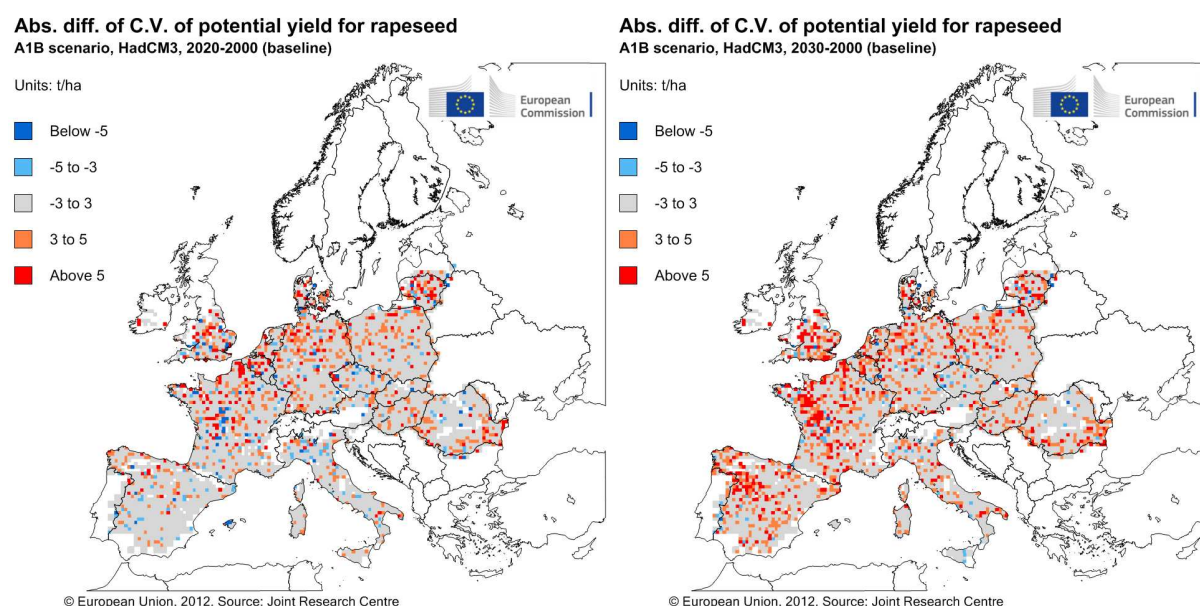 Abs. diff. of C.V. of potential yield for rapeseed
A1B scenario, HadCM3, 2020-2000 (baseline)
Units: t/ha
Below -5
-5 to -3
-3 to 3
3 to 5
Above 5
European
Commission
© European Union, 2012. Source: Joint Research Centre
Abs. diff. of C.V. of potential yield for rapeseed
A1B scenario, HadCM3, 2030-2000 (baseline)
Units: t/ha
Below -5
-5 to -3
-3 to 3
3 to 5
Above 5
European
Commission
© European Union, 2012. Source: Joint Research Centre